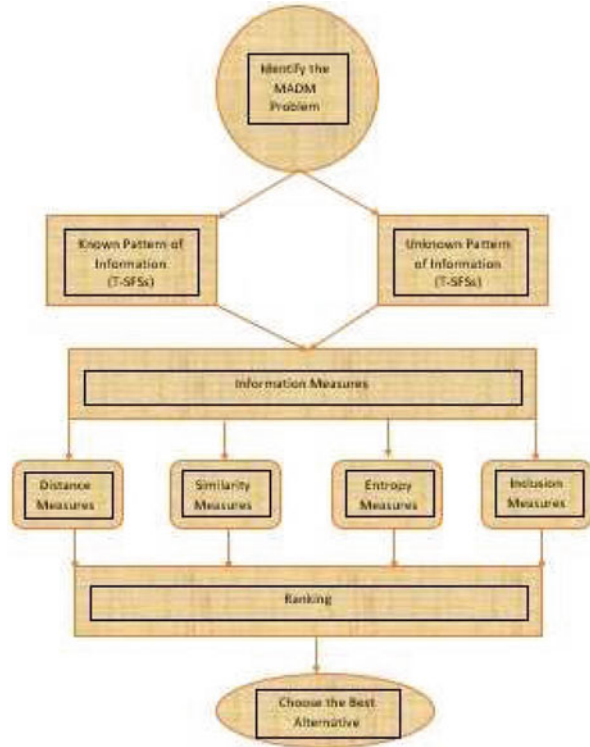 Identify the
MADM
Problem
Known Pattern of
Information
(T-SFSs)
Unknown Pattern
of Information
(T-SFSs)
Information Measures
Distance
Measures
Similarity
Measures
Entropy
Measures
Inclusion
Measures
Ranking
Choose the Best
Alternative